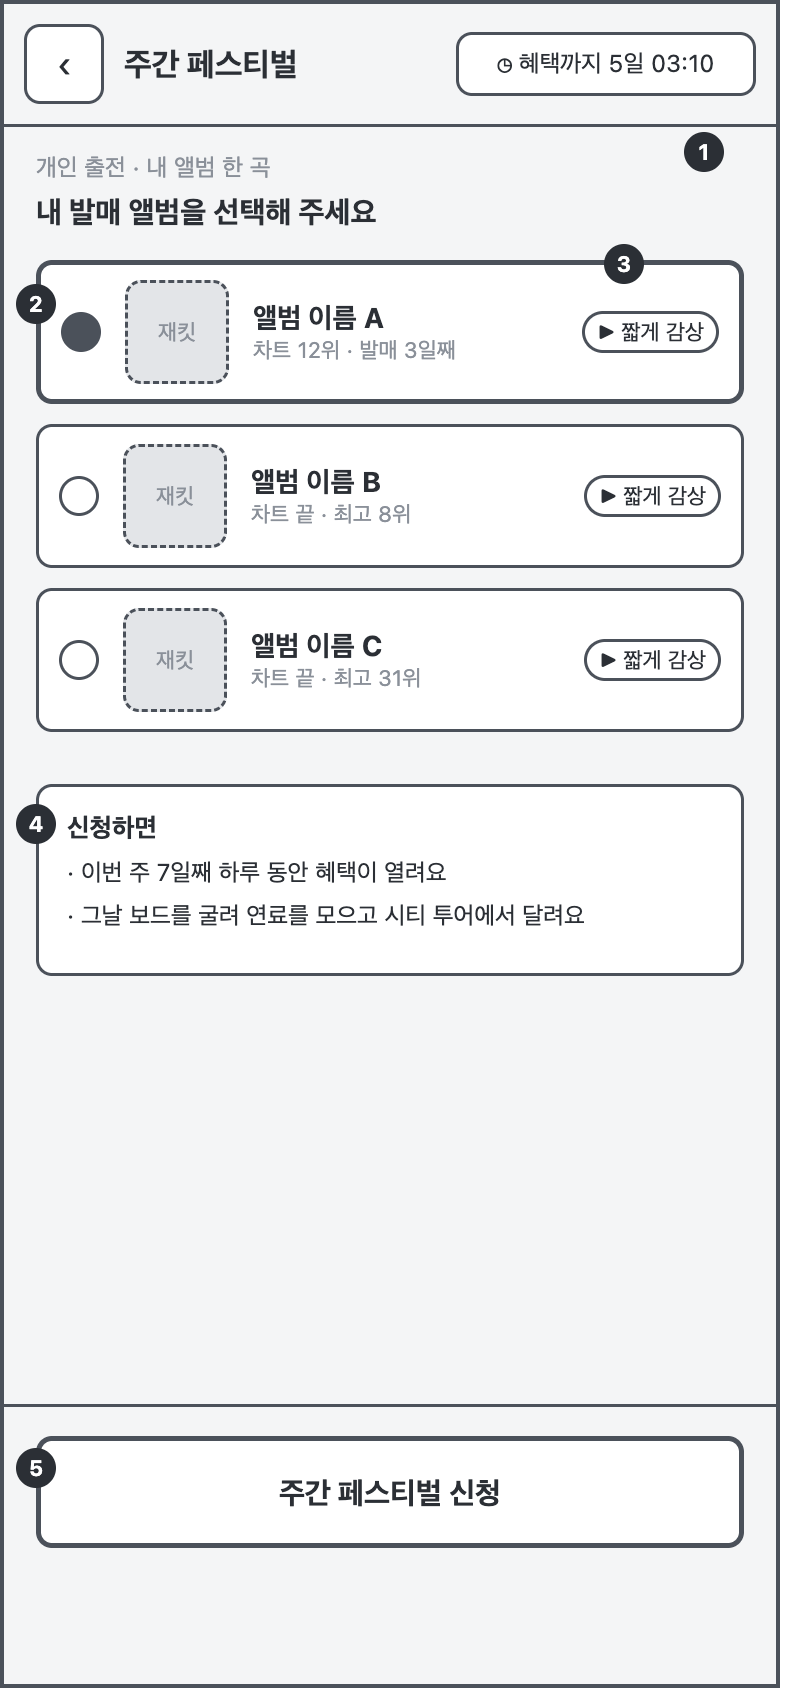 ‹ 주간 페스티벌 ◷ 혜택까지 5일 03:10
1
개인 출전 · 내 앨범 한 곡
내 발매 앨범을 선택해 주세요
3
2
재킷
앨범 이름 A
차트 12위 · 발매 3일째
▶ 짧게 감상
재킷
앨범 이름 B
차트 끝 · 최고 8위
▶ 짧게 감상
재킷
앨범 이름 C
차트 끝 · 최고 31위
▶ 짧게 감상
4
신청하면
· 이번 주 7일째 하루 동안 혜택이 열려요
· 그날 보드를 굴려 연료를 모으고 시티 투어에서 달려요
5
주간 페스티벌 신청